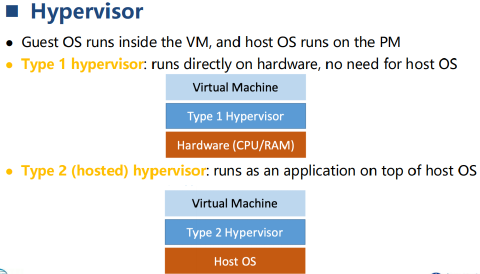 Hypervisor
Guest OS runs inside the VM, and host OS runs on the PM
Type 1 hypervisor: runs directly on hardware, no need for host OS
Virtual Machine
Type 1 Hypervisor
Hardware (CPU/RAM)
Type 2 (hosted) hypervisor: runs as an application on top of host OS
Virtual Machine
Type 2 Hypervisor
Host OS